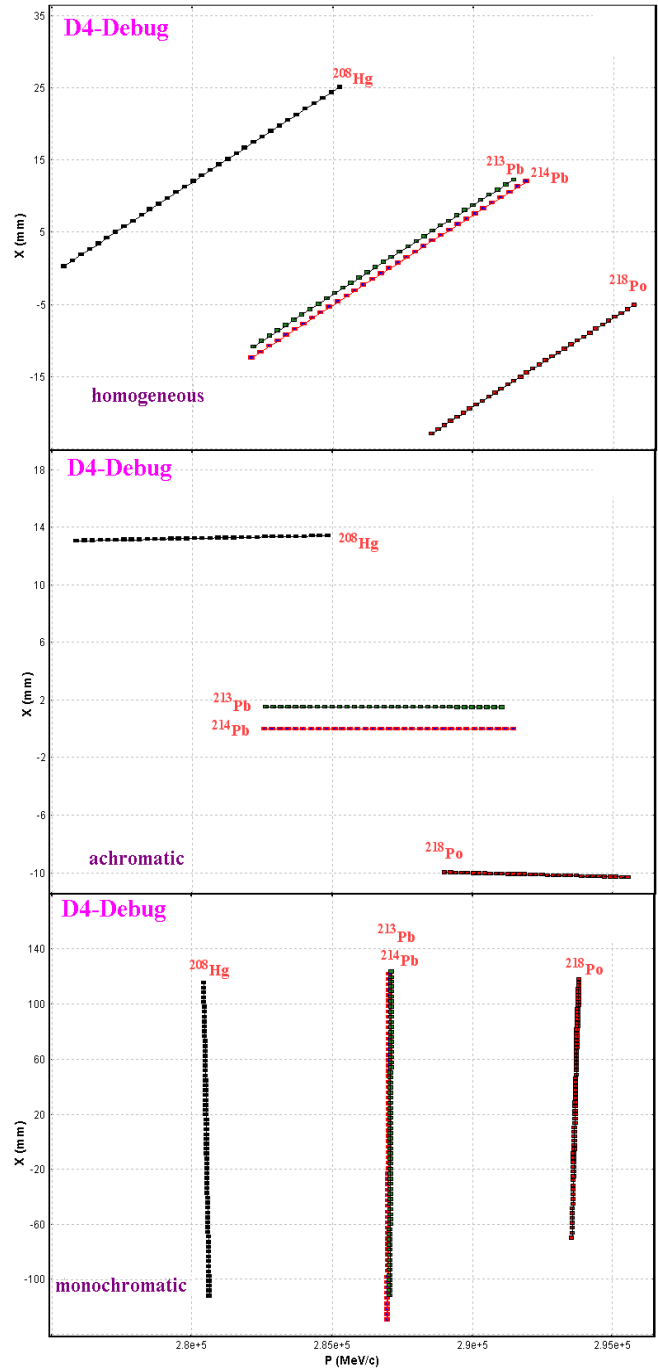 D4-Debug
35
25
15
5
-5
-15
X (mm)
208Hg
213Pb
214Pb
218Po
homogeneous
D4-Debug
18
14
10
6
2
-2
-6
-10
X (mm)
208Hg
213Pb
214Pb
218Po
achromatic
D4-Debug
140
100
60
20
-20
-60
-100
X (mm)
213Pb
208Hg
214Pb
218Po
monochromatic
2.8e+5
2.85e+5
2.9e+5
2.95e+5
P (MeV/c)